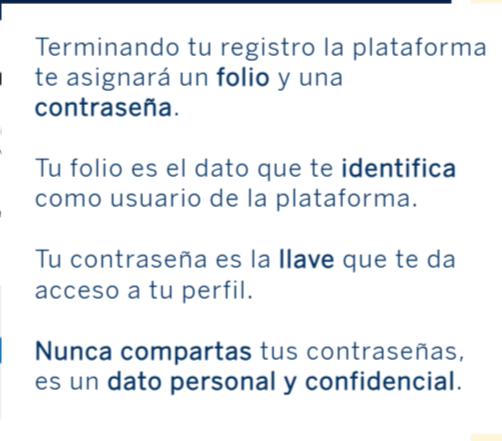 Terminando tu registro la plataforma
te asignará un folio y una
contraseña.
Tu folio es el dato que te identifica
como usuario de la plataforma.
Tu contraseña es la llave que te da
acceso a tu perfil.
Nunca compartas tus contraseñas,
es un dato personal y confidencial.